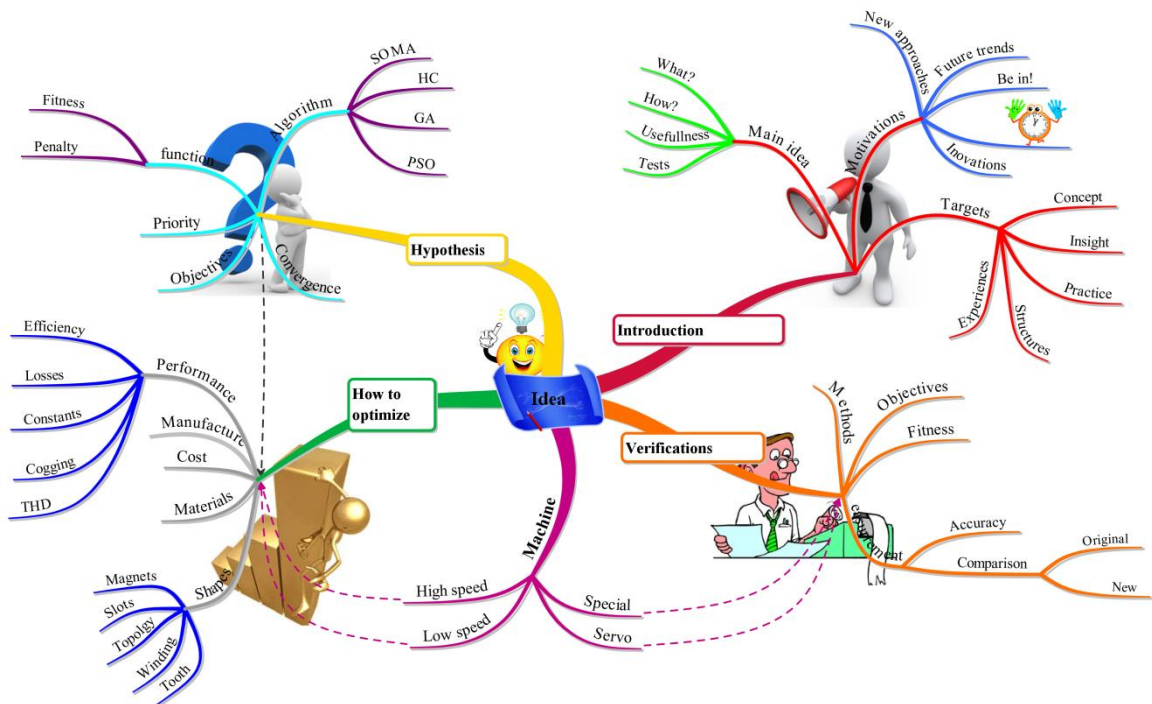 Idea
Introduction
Main idea
What?
How?
Usefullness
Tests
Motivations
New approaches
Future trends
Be in!
Inovations
Targets
Concept
Insight
Practice
Structures
Experiences
Verifications
Methods
Objectives
Fitness
Accuracy
Comparison
Original
New
Machine
High speed
Low speed
Special
Servo
How to
optimize
Performance
Efficiency
Losses
Constants
Cogging
THD
Manufacture
Cost
Materials
Shapes
Magnets
Slots
Topolgy
Winding
Tooth
Hypothesis
Algorithm
SOMA
HC
GA
PSO
function
Fitness
Penalty
Priority
Objectives
Convergence